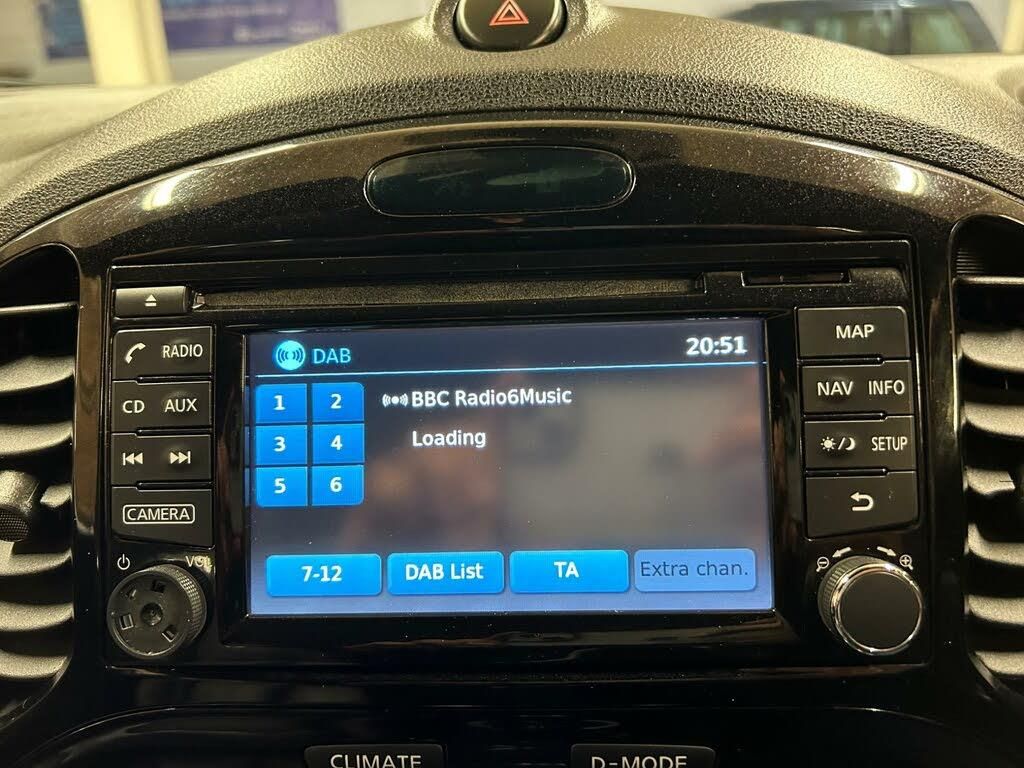 DAB
20:51
1
2
BBC Radio6Music
3
4
Loading
5
6
7-12
DAB List
TA
Extra chan.
RADIO
CD AUX
CAMERA
VOL
MAP
NAV INFO
SETUP
CLIMATE
D-MODE